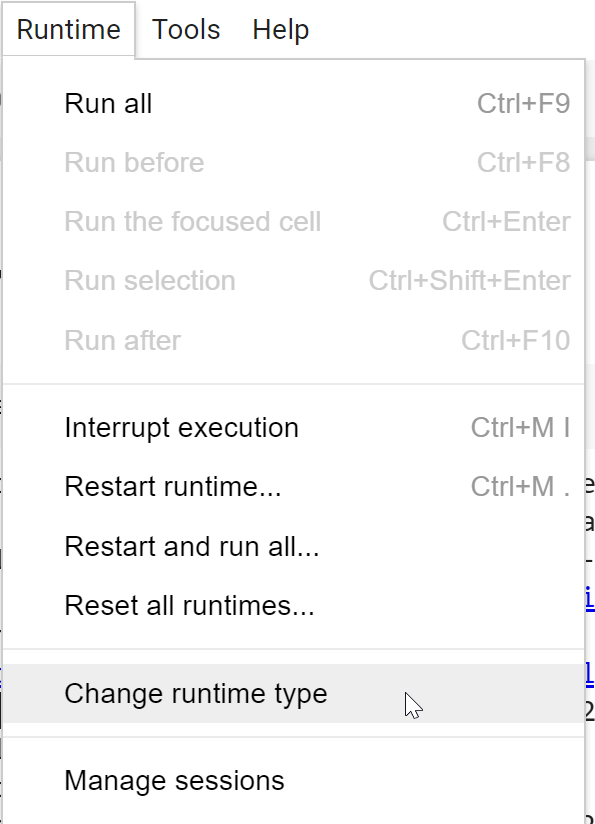 Runtime Tools Help
Run all Ctrl+F9
Run before Ctrl+F8
Run the focused cell Ctrl+Enter
Run selection Ctrl+Shift+Enter
Run after Ctrl+F10
Interrupt execution Ctrl+M I
Restart runtime... Ctrl+M .
Restart and run all...
Reset all runtimes...
Change runtime type
Manage sessions